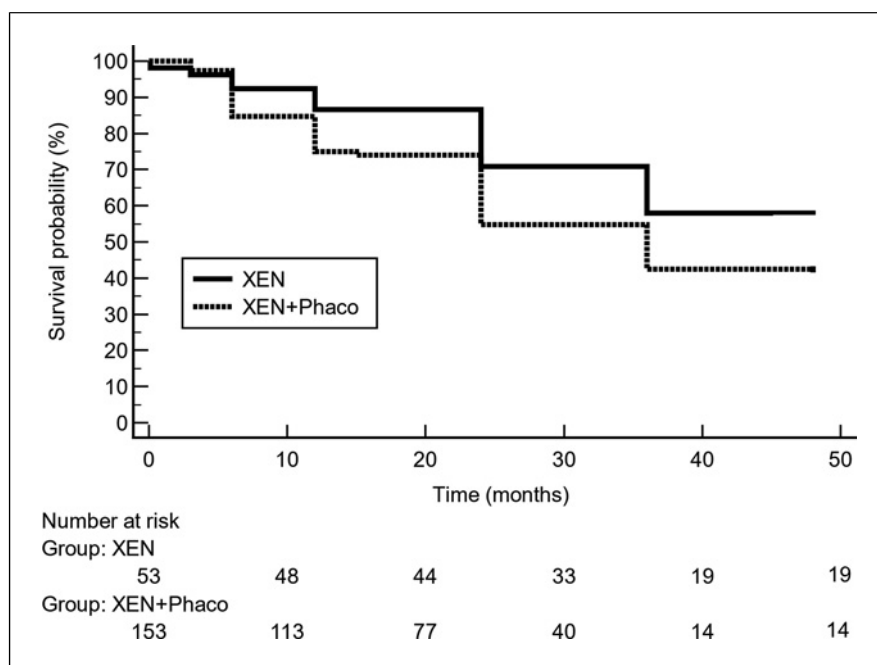 100
90
80
70
60
50
40
30
20
90
10
0
Survival probability (%)
XEN
XEN+Phaco
0 10 20 30 40 50
Time (months)
Number at risk
Group: XEN
53 48 44 33 19 19
Group: XEN+Phaco
153 113 77 40 14 14